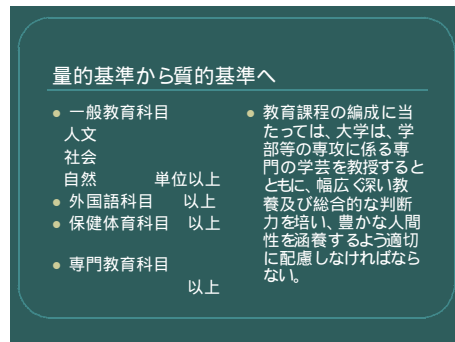 量的基準から質的基準へ
● 一般教育科目
人文
社会
自然 単位以上
● 外国語科目 以上
● 保健体育科目 以上
● 専門教育科目
以上
● 教育課程の編成に当
たっては、大学は、学
部等の専攻に係る専
門の学芸を教授すると
ともに、幅広く深い教
養及び総合的な判断
力を培い、豊かな人間
性を涵養するよう適切
に配慮しなければなら
ない。